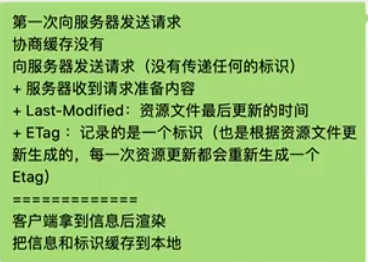 第一次向服务器发送请求
协商缓存没有
向服务器发送请求（没有传递任何的标识）
+ 服务器收到请求准备内容
+ Last-Modified：资源文件最后更新的时间
+ ETag ：记录的是一个标识（也是根据资源文件更
新生成的，每一次资源更新都会重新生成一个
Etag）
=============
客户端拿到信息后渲染
把信息和标识缓存到本地